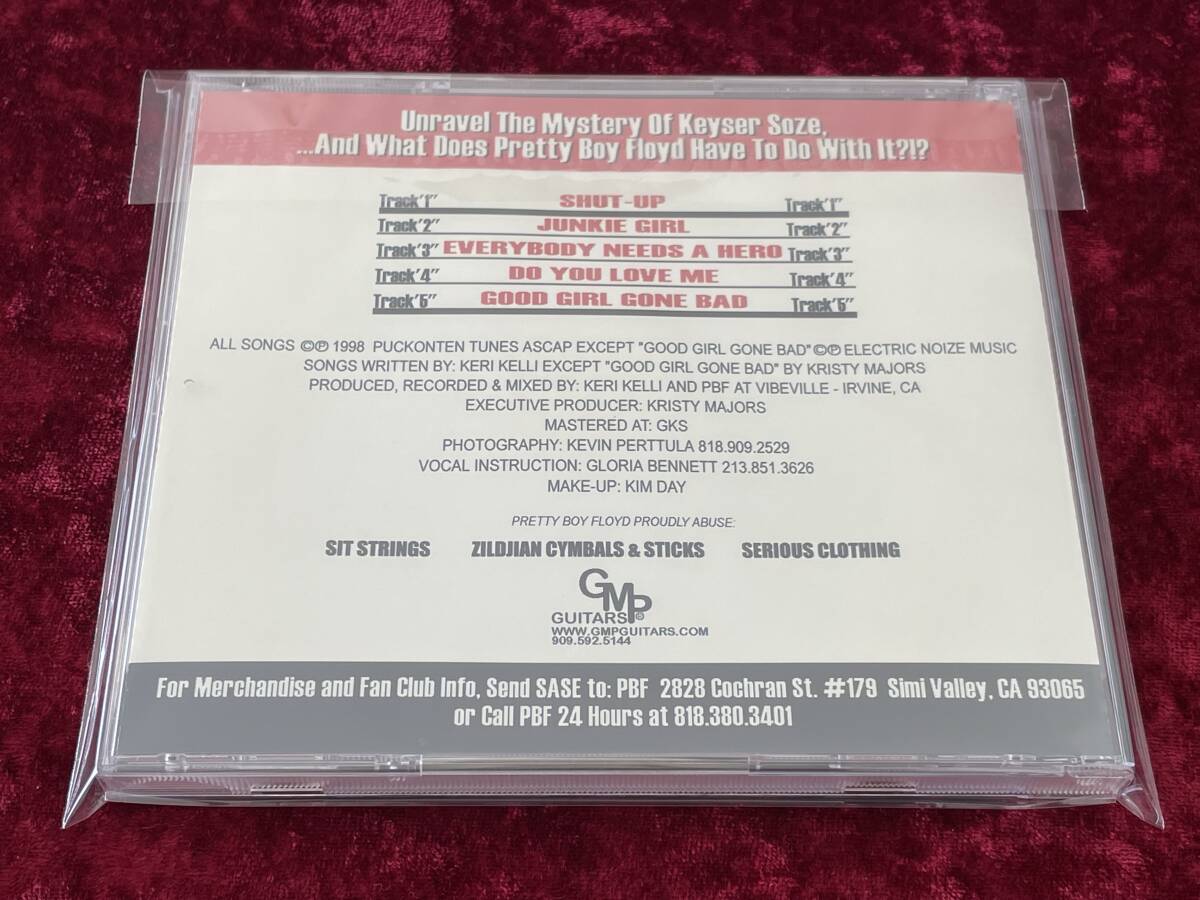 Unravel The Mystery Of Keyser Soze,
...And What Does Pretty Boy Floyd Have To Do With It?!?
Track'1" SHUT-UP Track'1"
Track'2" JUNKIE GIRL Track'2"
Track'3" EVERYBODY NEEDS A HERO Track'3"
Track'4" DO YOU LOVE ME Track'4"
Track'5" GOOD GIRL GONE BAD Track'5"
ALL SONGS ©℗ 1998 PUCKONTEN TUNES ASCAP EXCEPT "GOOD GIRL GONE BAD" ©℗ ELECTRIC NOIZE MUSIC
SONGS WRITTEN BY: KERI KELLI EXCEPT "GOOD GIRL GONE BAD" BY KRISTY MAJORS
PRODUCED, RECORDED & MIXED BY: KERI KELLI AND PBF AT VIBEVILLE - IRVINE, CA
EXECUTIVE PRODUCER: KRISTY MAJORS
MASTERED AT: GKS
PHOTOGRAPHY: KEVIN PERTTULA 818.909.2529
VOCAL INSTRUCTION: GLORIA BENNETT 213.851.3626
MAKE-UP: KIM DAY
PRETTY BOY FLOYD PROUDLY ABUSE:
SIT STRINGS ZILDJIAN CYMBALS & STICKS SERIOUS CLOTHING
GMP
GUITARS©
WWW.GMPGUITARS.COM
909.592.5144
For Merchandise and Fan Club Info, Send SASE to: PBF 2828 Cochran St. #179 Simi Valley, CA 93065
or Call PBF 24 Hours at 818.380.3401